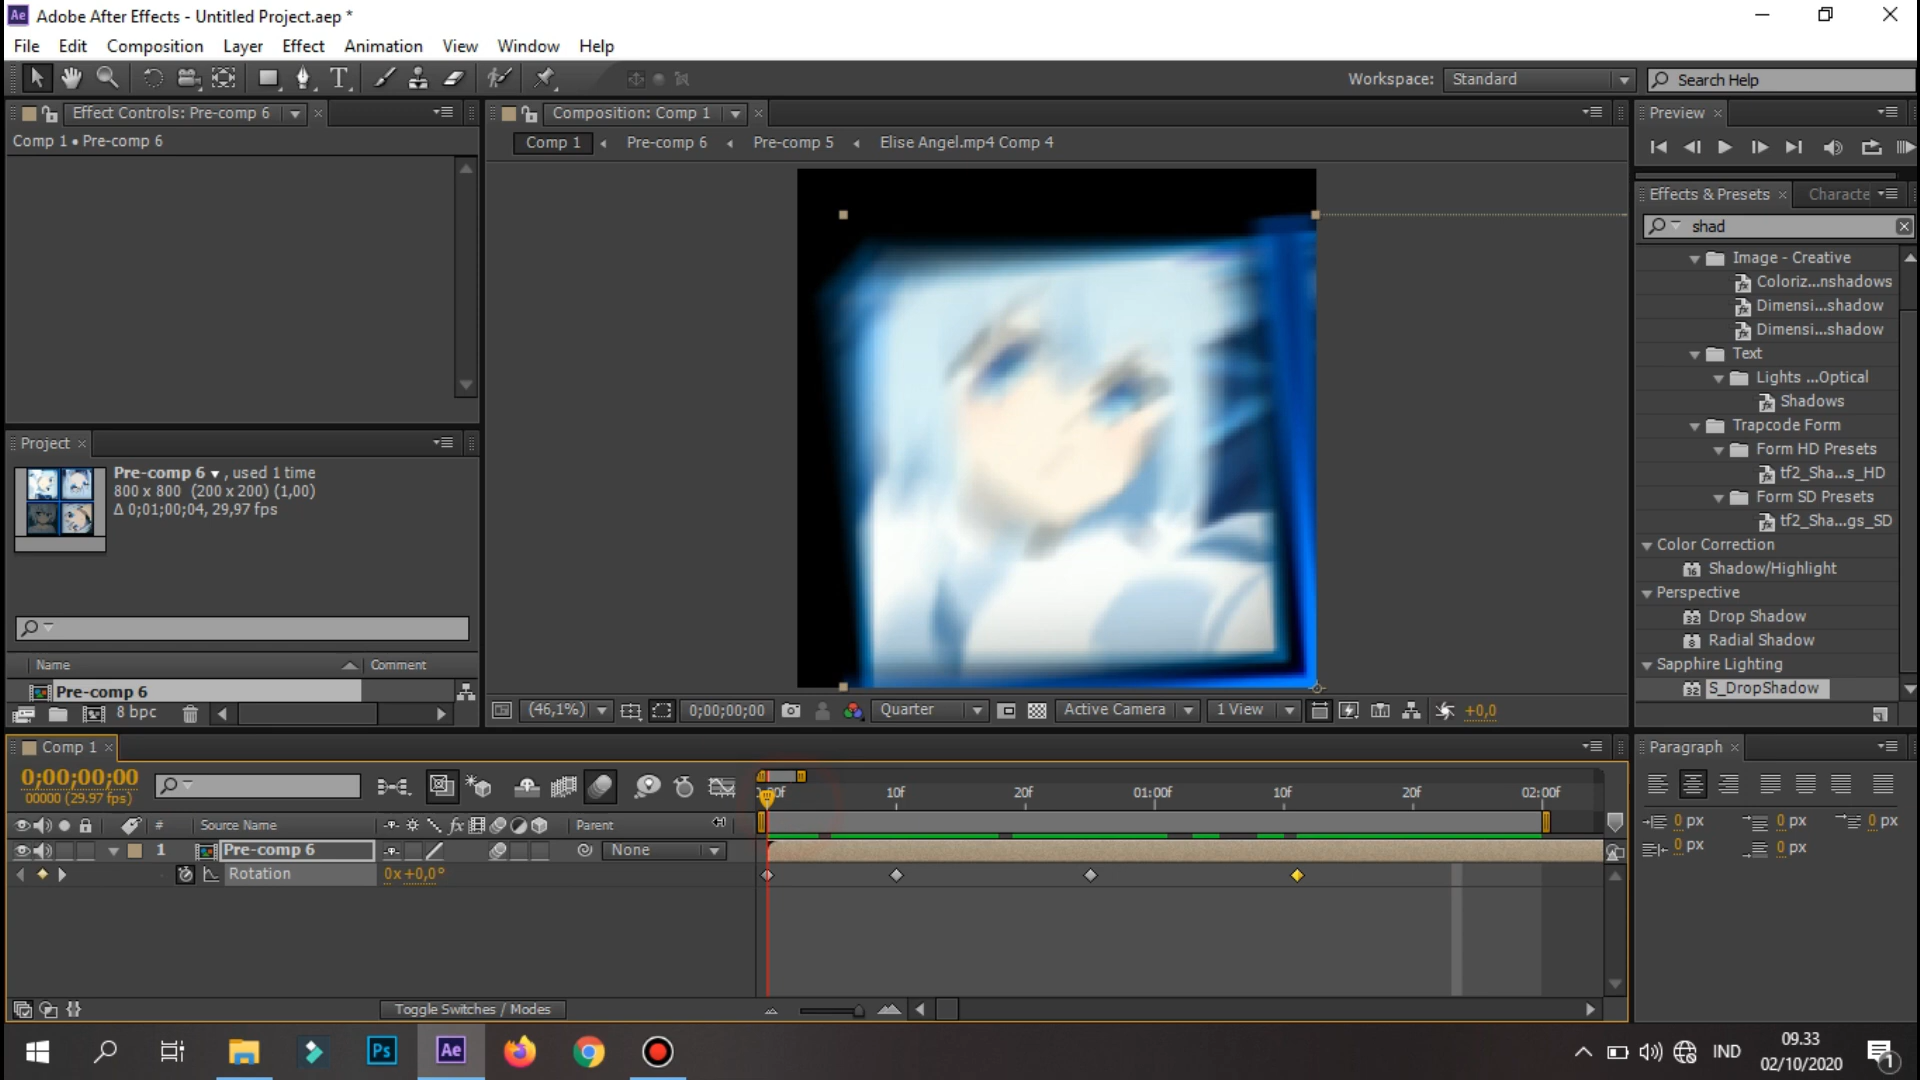 Ae Adobe After Effects - Untitled Project.aep *
File Edit Composition Layer Effect Animation View Window Help
Workspace: Standard
Search Help
Effect Controls: Pre-comp 6
Comp 1 • Pre-comp 6
Composition: Comp 1
Comp 1 Pre-comp 6 Pre-comp 5 Elise Angel.mp4 Comp 4
Preview
Effects & Presets
Characte
shad
Image - Creative
Coloriz...nshadows
Dimensi...shadow
Dimensi...shadow
Text
Lights ...Optical
Shadows
Trapcode Form
Form HD Presets
tf2_Sha...s_HD
Form SD Presets
tf2_Sha...gs_SD
Color Correction
Shadow/Highlight
Perspective
Drop Shadow
Radial Shadow
Sapphire Lighting
S_DropShadow
Project
Pre-comp 6 , used 1 time
800 x 800 (200 x 200) (1,00)
Δ 0;01;00;04, 29,97 fps
Name Comment
Pre-comp 6
8 bpc
(46,1%) 0;00;00;00 Quarter Active Camera 1 View +0,0
Comp 1
0;00;00;00
00000 (29.97 fps)
10f 20f 01:00f 10f 20f 02:00f
# Source Name fx Parent
1 Pre-comp 6 None
Rotation 0x+0,0°
Toggle Switches / Modes
Paragraph
0 px 0 px 0 px
0 px 0 px
Ps Ae
IND
09.33
02/10/2020
1